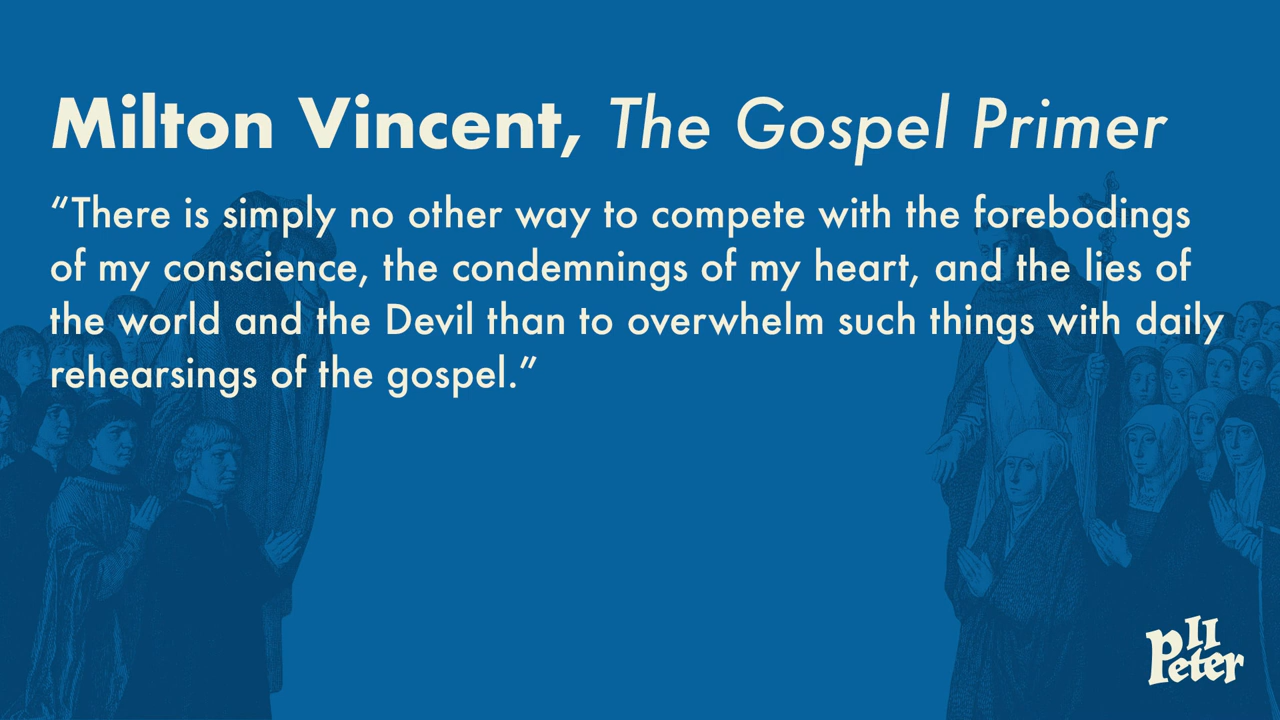 Milton Vincent, The Gospel Primer
“There is simply no other way to compete with the forebodings
of my conscience, the condemnings of my heart, and the lies of
the world and the Devil than to overwhelm such things with daily
rehearsings of the gospel.”
II
Peter